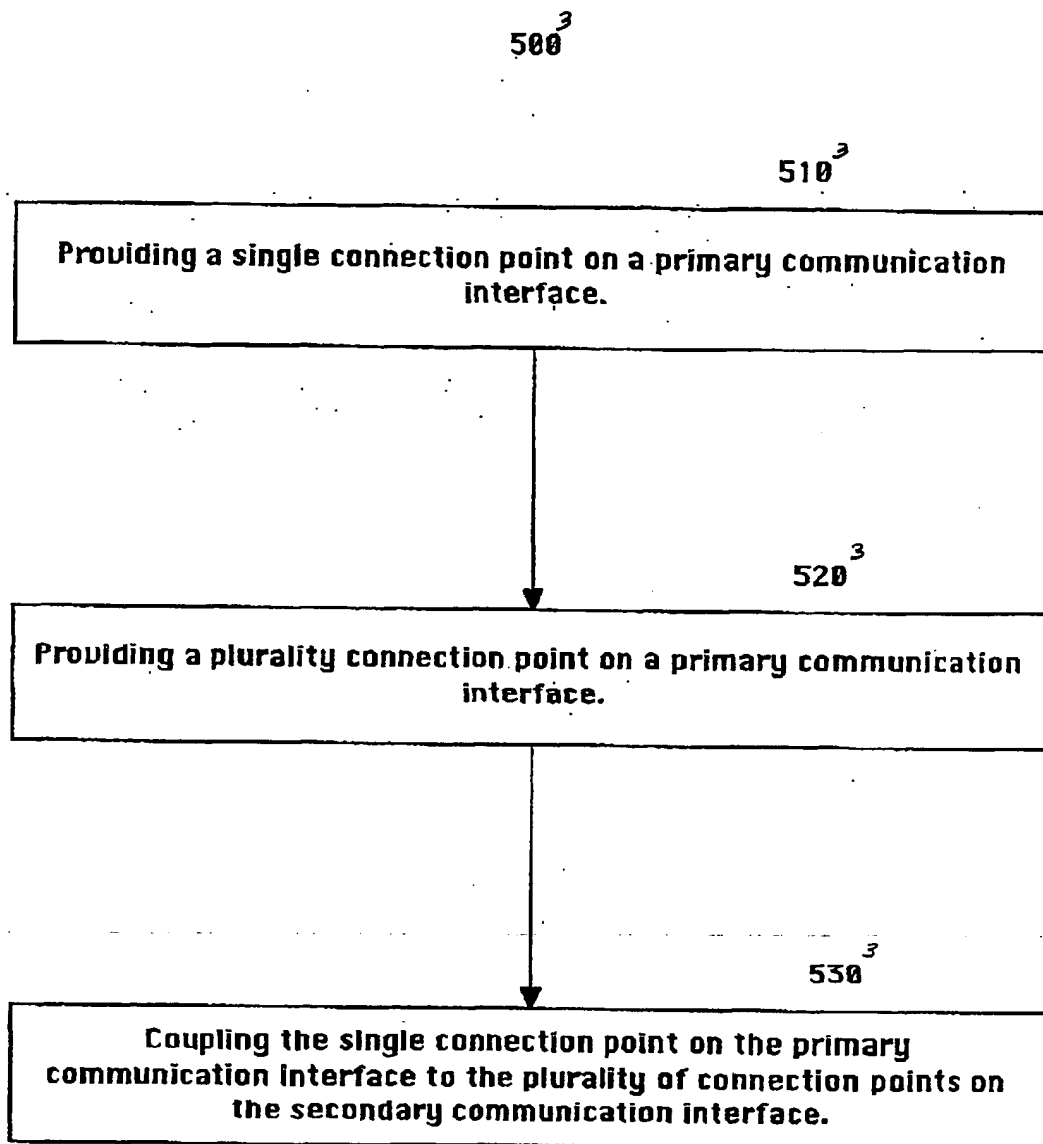 500³
510³
Providing a single connection point on a primary communication
interface.
520³
Providing a plurality connection point on a primary communication
interface.
530³
Coupling the single connection point on the primary
communication interface to the plurality of connection points on
the secondary communication interface.